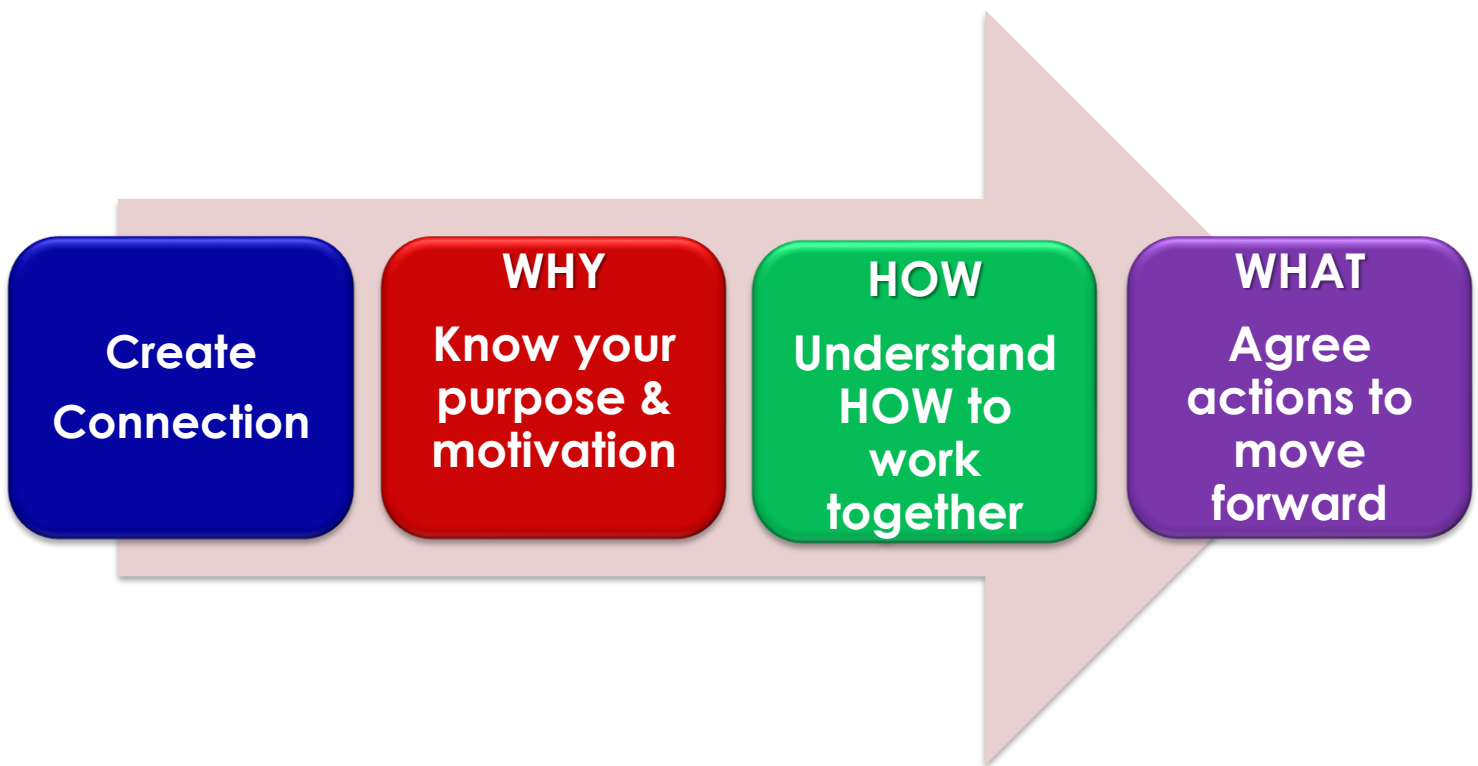 Create
Connection
WHY
Know your
purpose &
motivation
HOW
Understand
HOW to
work
together
WHAT
Agree
actions to
move
forward